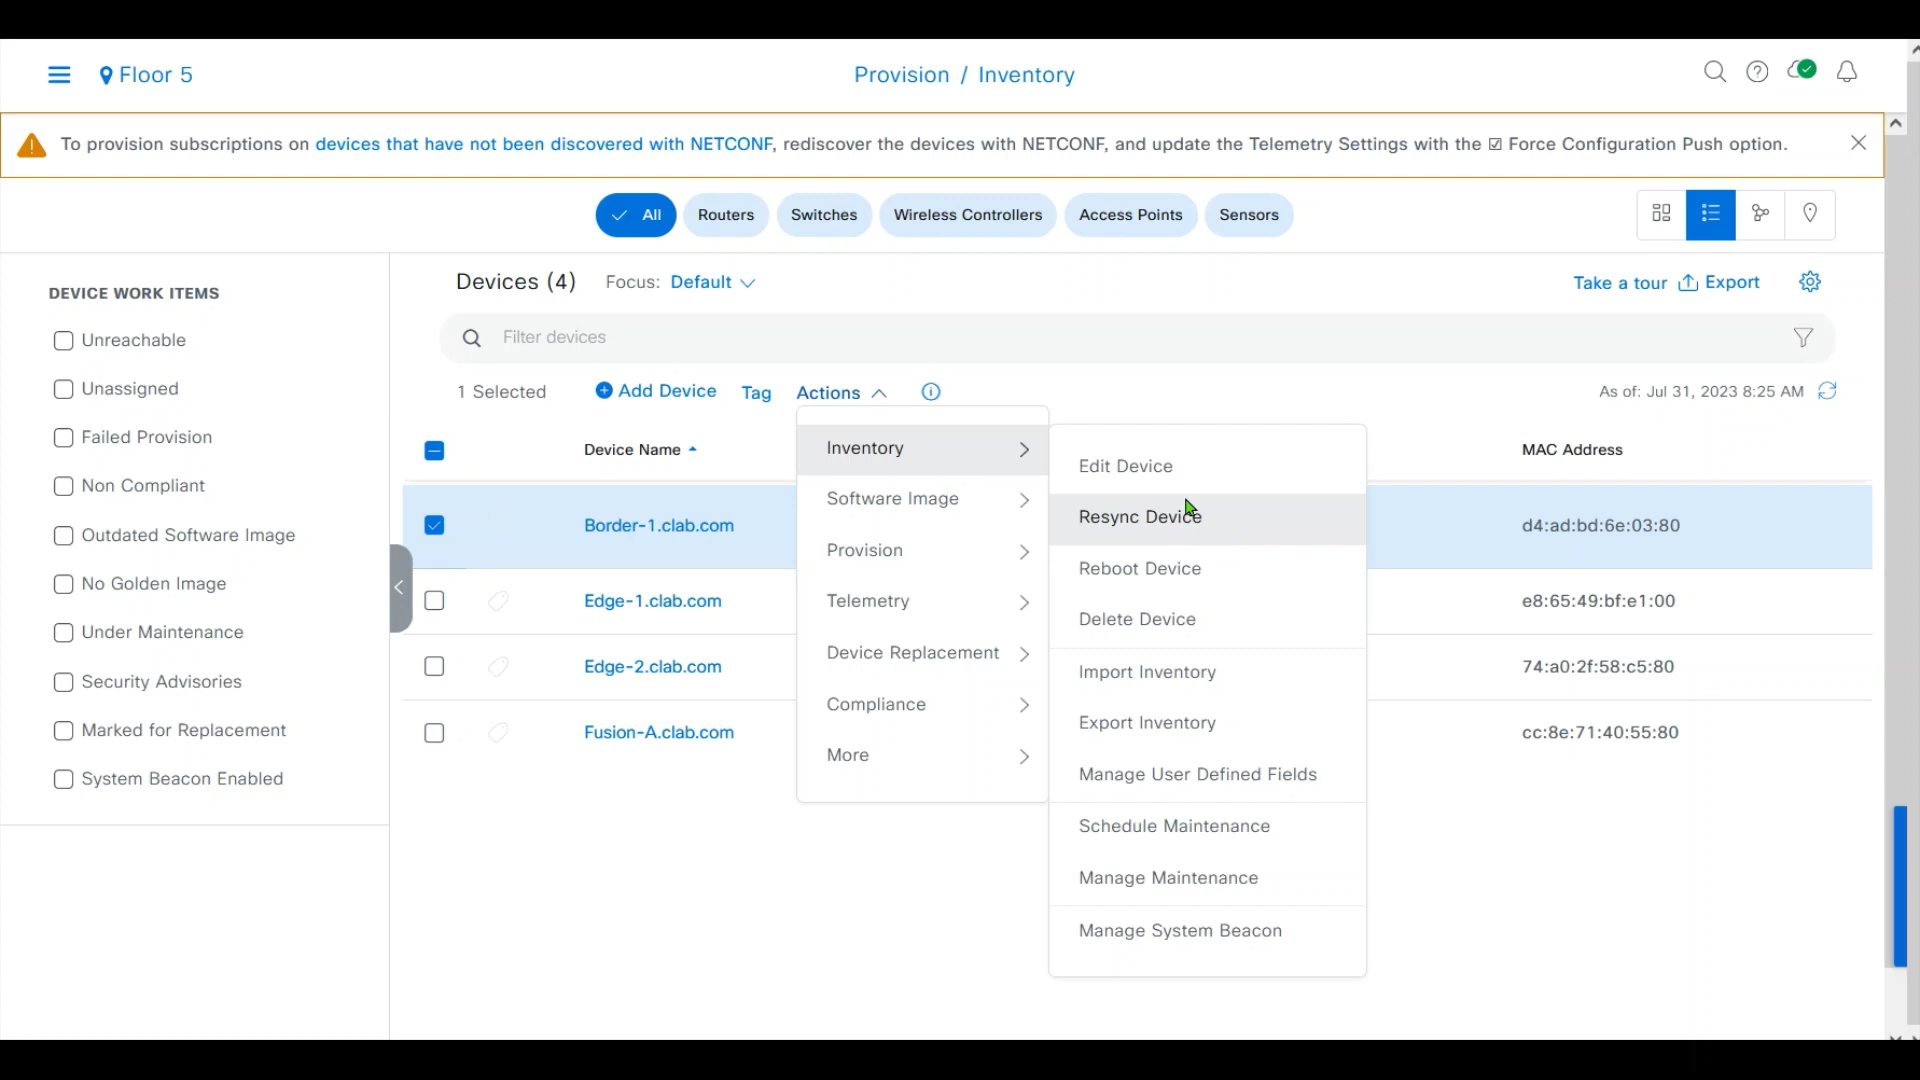 Floor 5
Provision / Inventory
To provision subscriptions on devices that have not been discovered with NETCONF, rediscover the devices with NETCONF, and update the Telemetry Settings with the ☑ Force Configuration Push option.
All
Routers
Switches
Wireless Controllers
Access Points
Sensors
DEVICE WORK ITEMS
Unreachable
Unassigned
Failed Provision
Non Compliant
Outdated Software Image
No Golden Image
Under Maintenance
Security Advisories
Marked for Replacement
System Beacon Enabled
Devices (4)
Focus: Default
Take a tour
Export
Filter devices
1 Selected
Add Device
Tag
Actions
As of: Jul 31, 2023 8:25 AM
Device Name
MAC Address
Border-1.clab.com
d4:ad:bd:6e:03:80
Edge-1.clab.com
e8:65:49:bf:e1:00
Edge-2.clab.com
74:a0:2f:58:c5:80
Fusion-A.clab.com
cc:8e:71:40:55:80
Inventory
Software Image
Provision
Telemetry
Device Replacement
Compliance
More
Edit Device
Resync Device
Reboot Device
Delete Device
Import Inventory
Export Inventory
Manage User Defined Fields
Schedule Maintenance
Manage Maintenance
Manage System Beacon